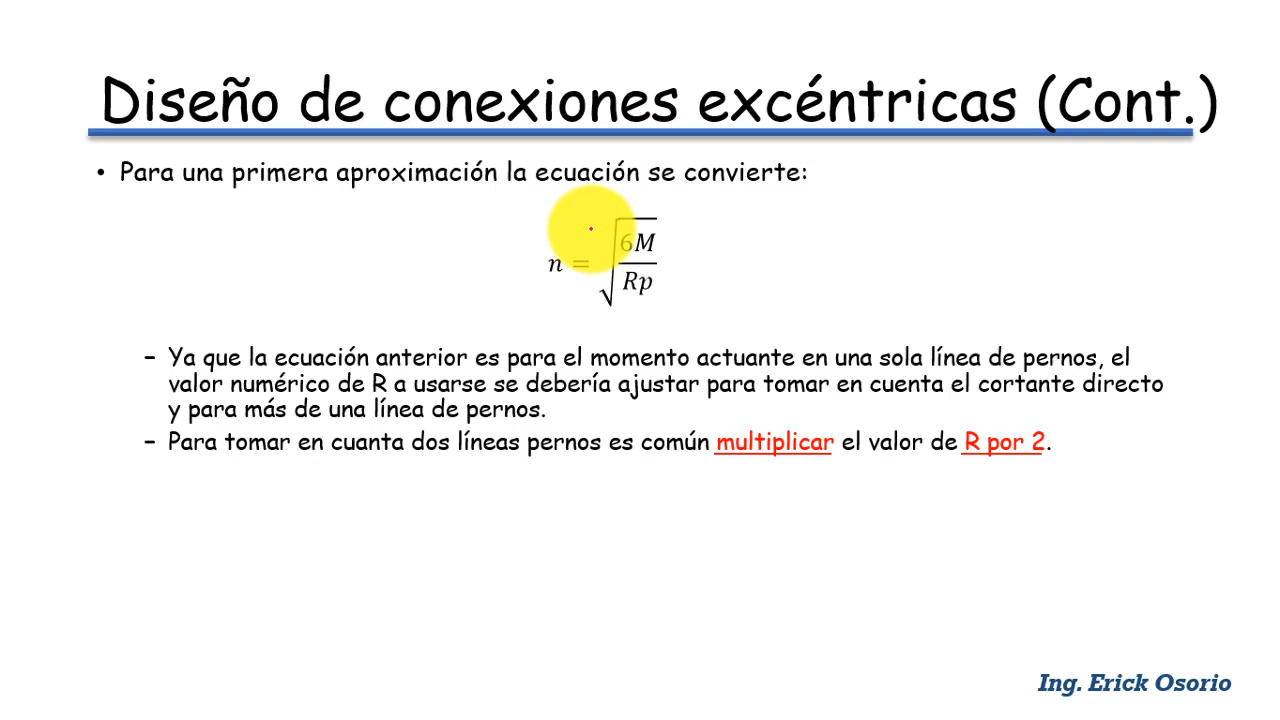 Diseño de conexiones excéntricas (Cont.)
• Para una primera aproximación la ecuación se convierte:
n = √(6M/Rp)
– Ya que la ecuación anterior es para el momento actuante en una sola línea de pernos, el
valor numérico de R a usarse se debería ajustar para tomar en cuenta el cortante directo
y para más de una línea de pernos.
– Para tomar en cuanta dos líneas pernos es común multiplicar el valor de R por 2.
Ing. Erick Osorio